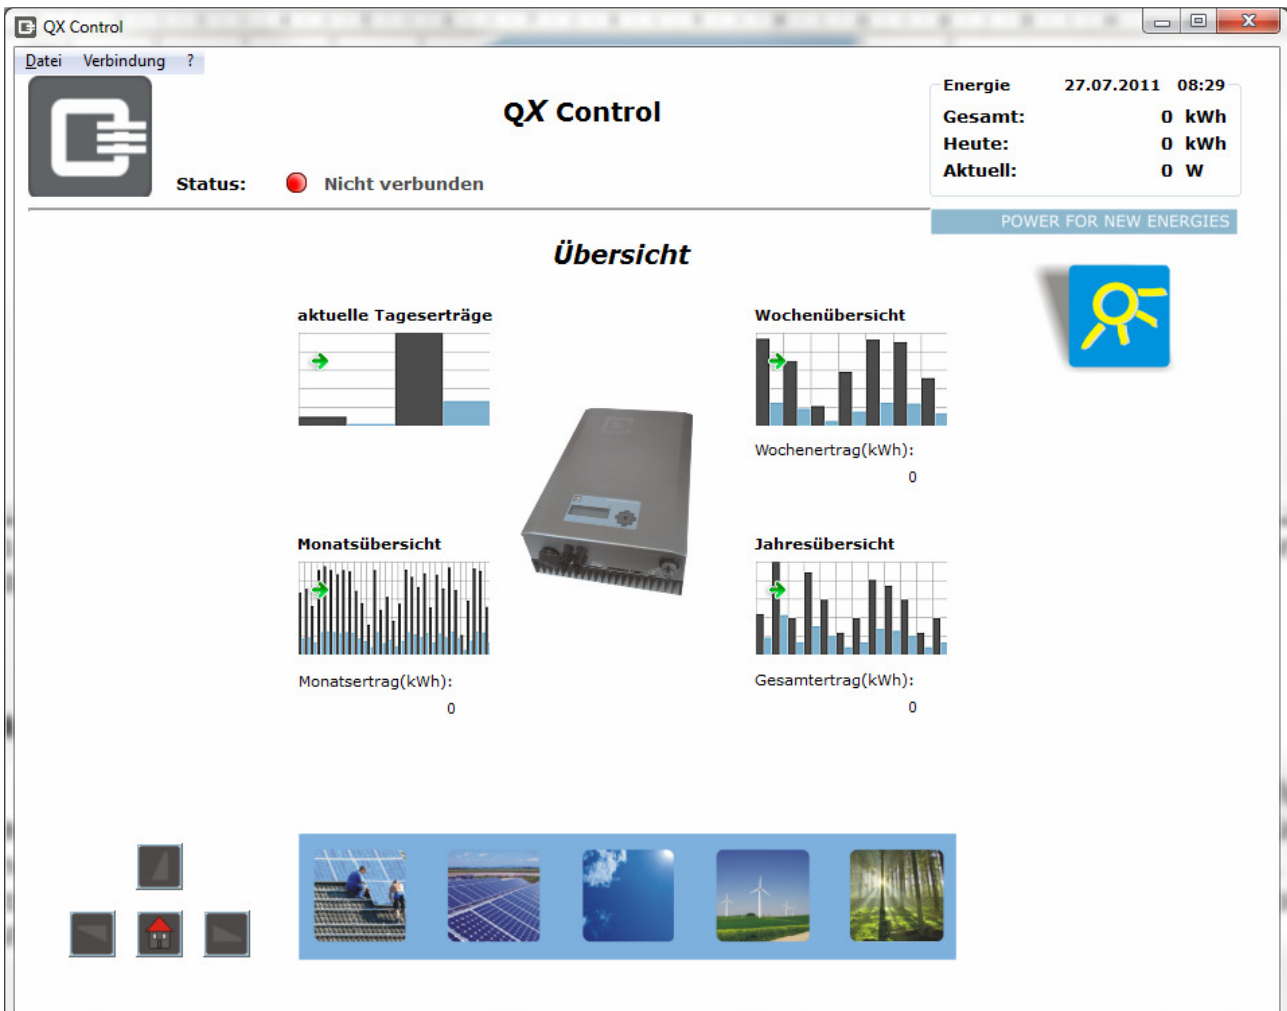 QX Control
Datei Verbindung ?
QX Control
Status: Nicht verbunden
Energie 27.07.2011 08:29
Gesamt: 0 kWh
Heute: 0 kWh
Aktuell: 0 W
POWER FOR NEW ENERGIES
Übersicht
aktuelle Tageserträge
Wochenübersicht
Wochenertrag(kWh):
0
Monatsübersicht
Monatsertrag(kWh):
0
Jahresübersicht
Gesamtertrag(kWh):
0